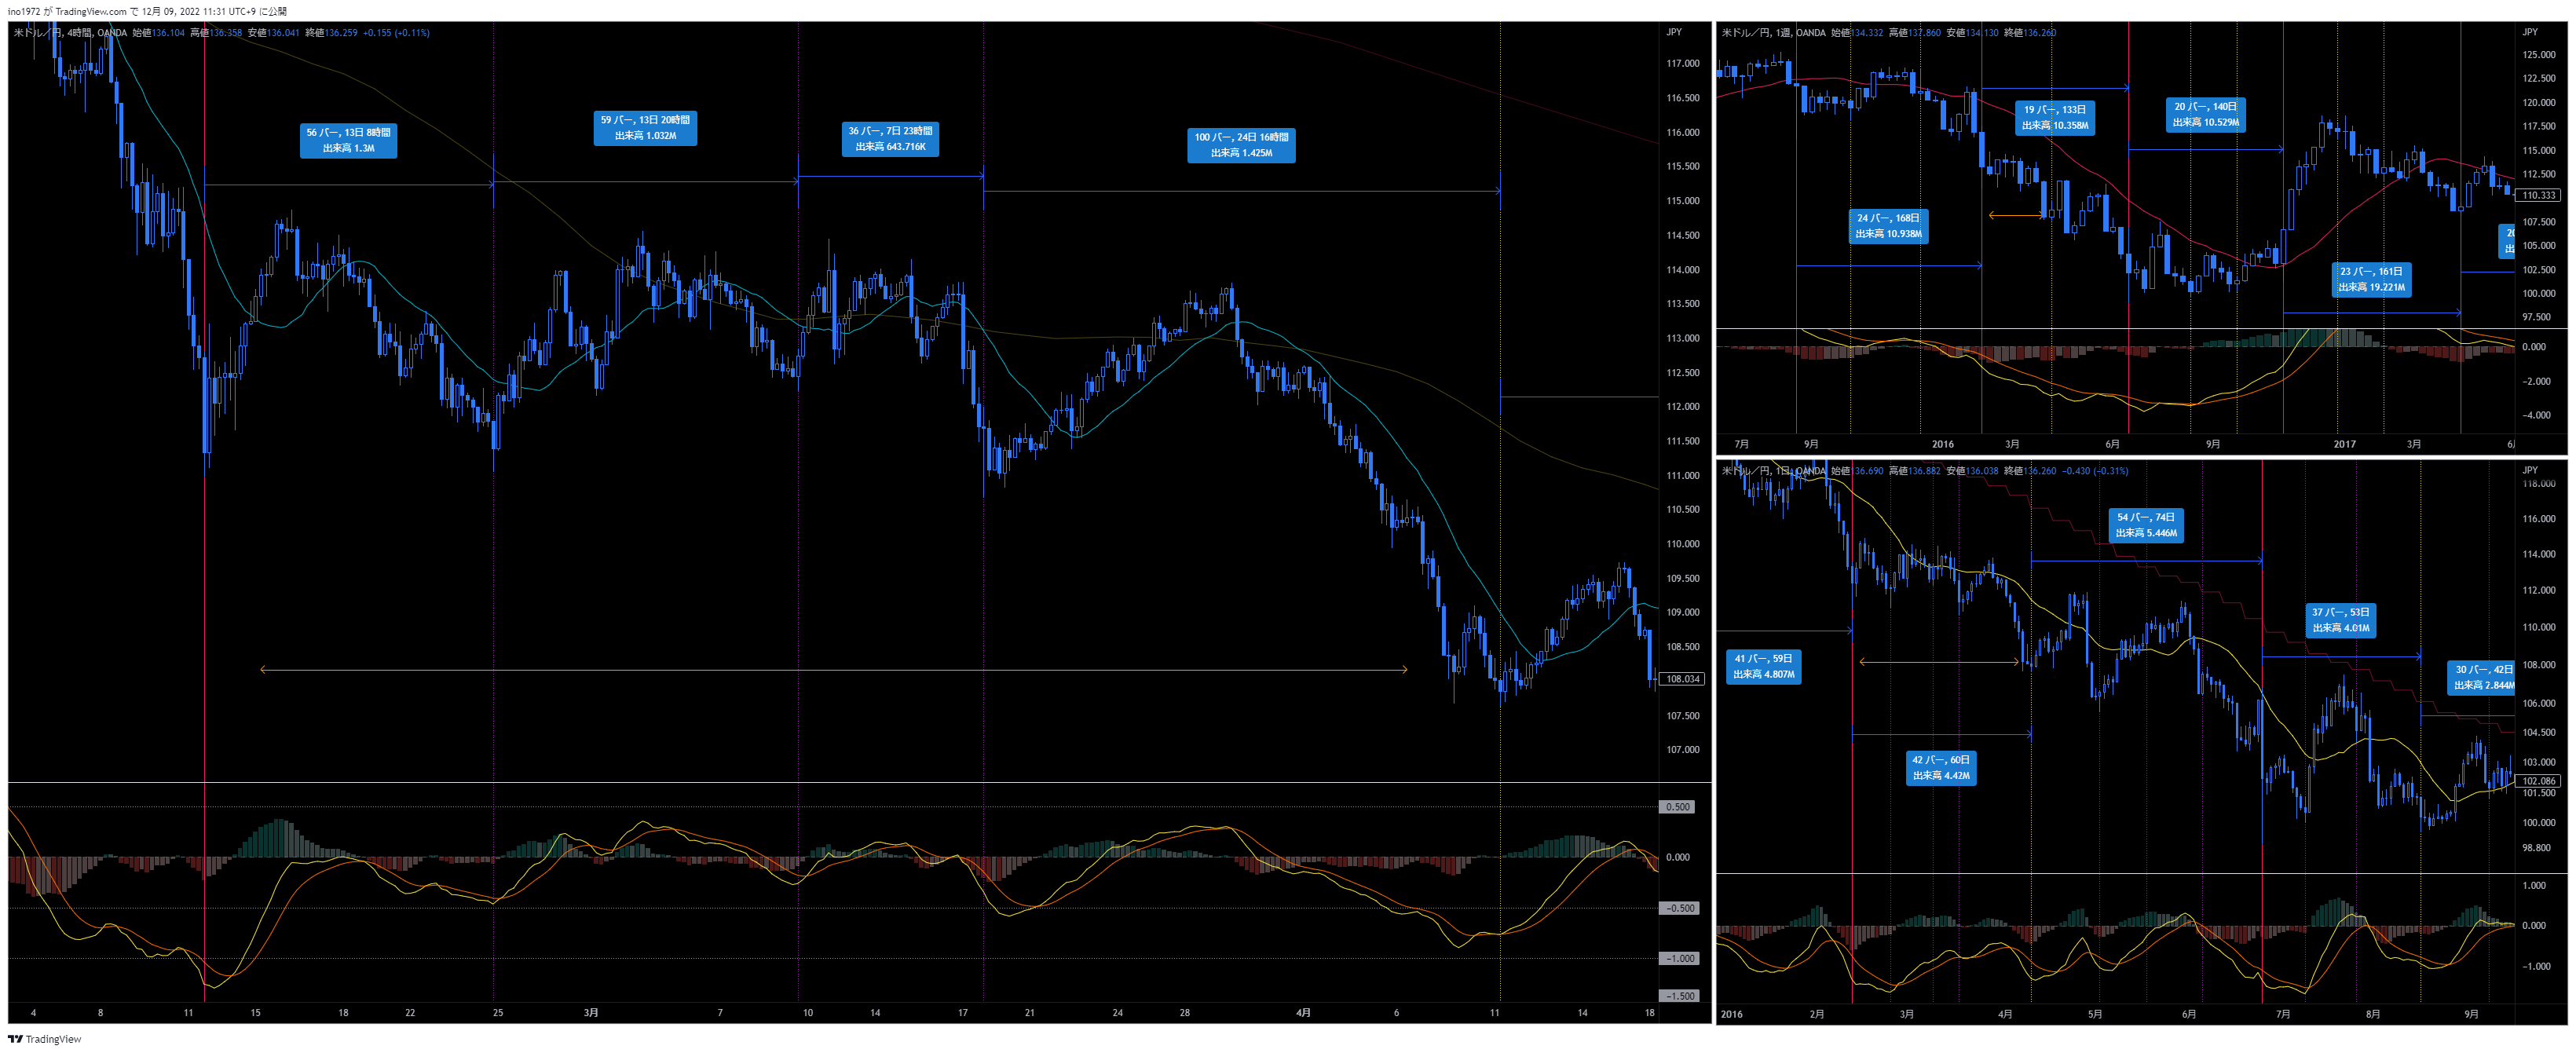 ino1972 が TradingView.com で 12月 09, 2022 11:31 UTC+9 に公開
米ドル／円, 4時間, OANDA 始値136.104 高値136.358 安値136.041 終値136.259 +0.155 (+0.11%)
JPY
117.000
116.500
116.000
115.500
115.000
114.500
114.000
113.500
113.000
112.500
112.000
111.500
111.000
110.500
110.000
109.500
109.000
108.500
108.034
107.500
107.000
56 バー, 13日 8時間
出来高 1.3M
59 バー, 13日 20時間
出来高 1.032M
36 バー, 7日 23時間
出来高 643.716K
100 バー, 24日 16時間
出来高 1.425M
0.500
0.000
−0.500
−1.000
−1.500
4 8 11 15 18 22 25 3月 7 10 14 17 21 24 28 4月 6 11 14 18
米ドル／円, 1週, OANDA 始値134.332 高値137.860 安値134.130 終値136.260
JPY
125.000
122.500
120.000
117.500
115.000
112.500
110.333
107.500
105.000
102.500
100.000
97.500
19 バー, 133日
出来高 10.358M
20 バー, 140日
出来高 10.529M
24 バー, 168日
出来高 10.938M
23 バー, 161日
出来高 19.221M
20
出
0.000
−2.000
−4.000
7月 9月 2016 3月 6月 9月 2017 3月 6月
米ドル／円, 1日, OANDA 始値136.690 高値136.882 安値136.038 終値136.260 −0.430 (−0.31%)
JPY
118.000
116.000
114.000
112.000
110.000
108.000
106.000
104.500
103.000
102.086
101.500
100.000
98.800
54 バー, 74日
出来高 5.446M
37 バー, 53日
出来高 4.01M
41 バー, 59日
出来高 4.807M
30 バー, 42日
出来高 2.844M
42 バー, 60日
出来高 4.42M
1.000
0.000
−1.000
2016 2月 3月 4月 5月 6月 7月 8月 9月
TradingView